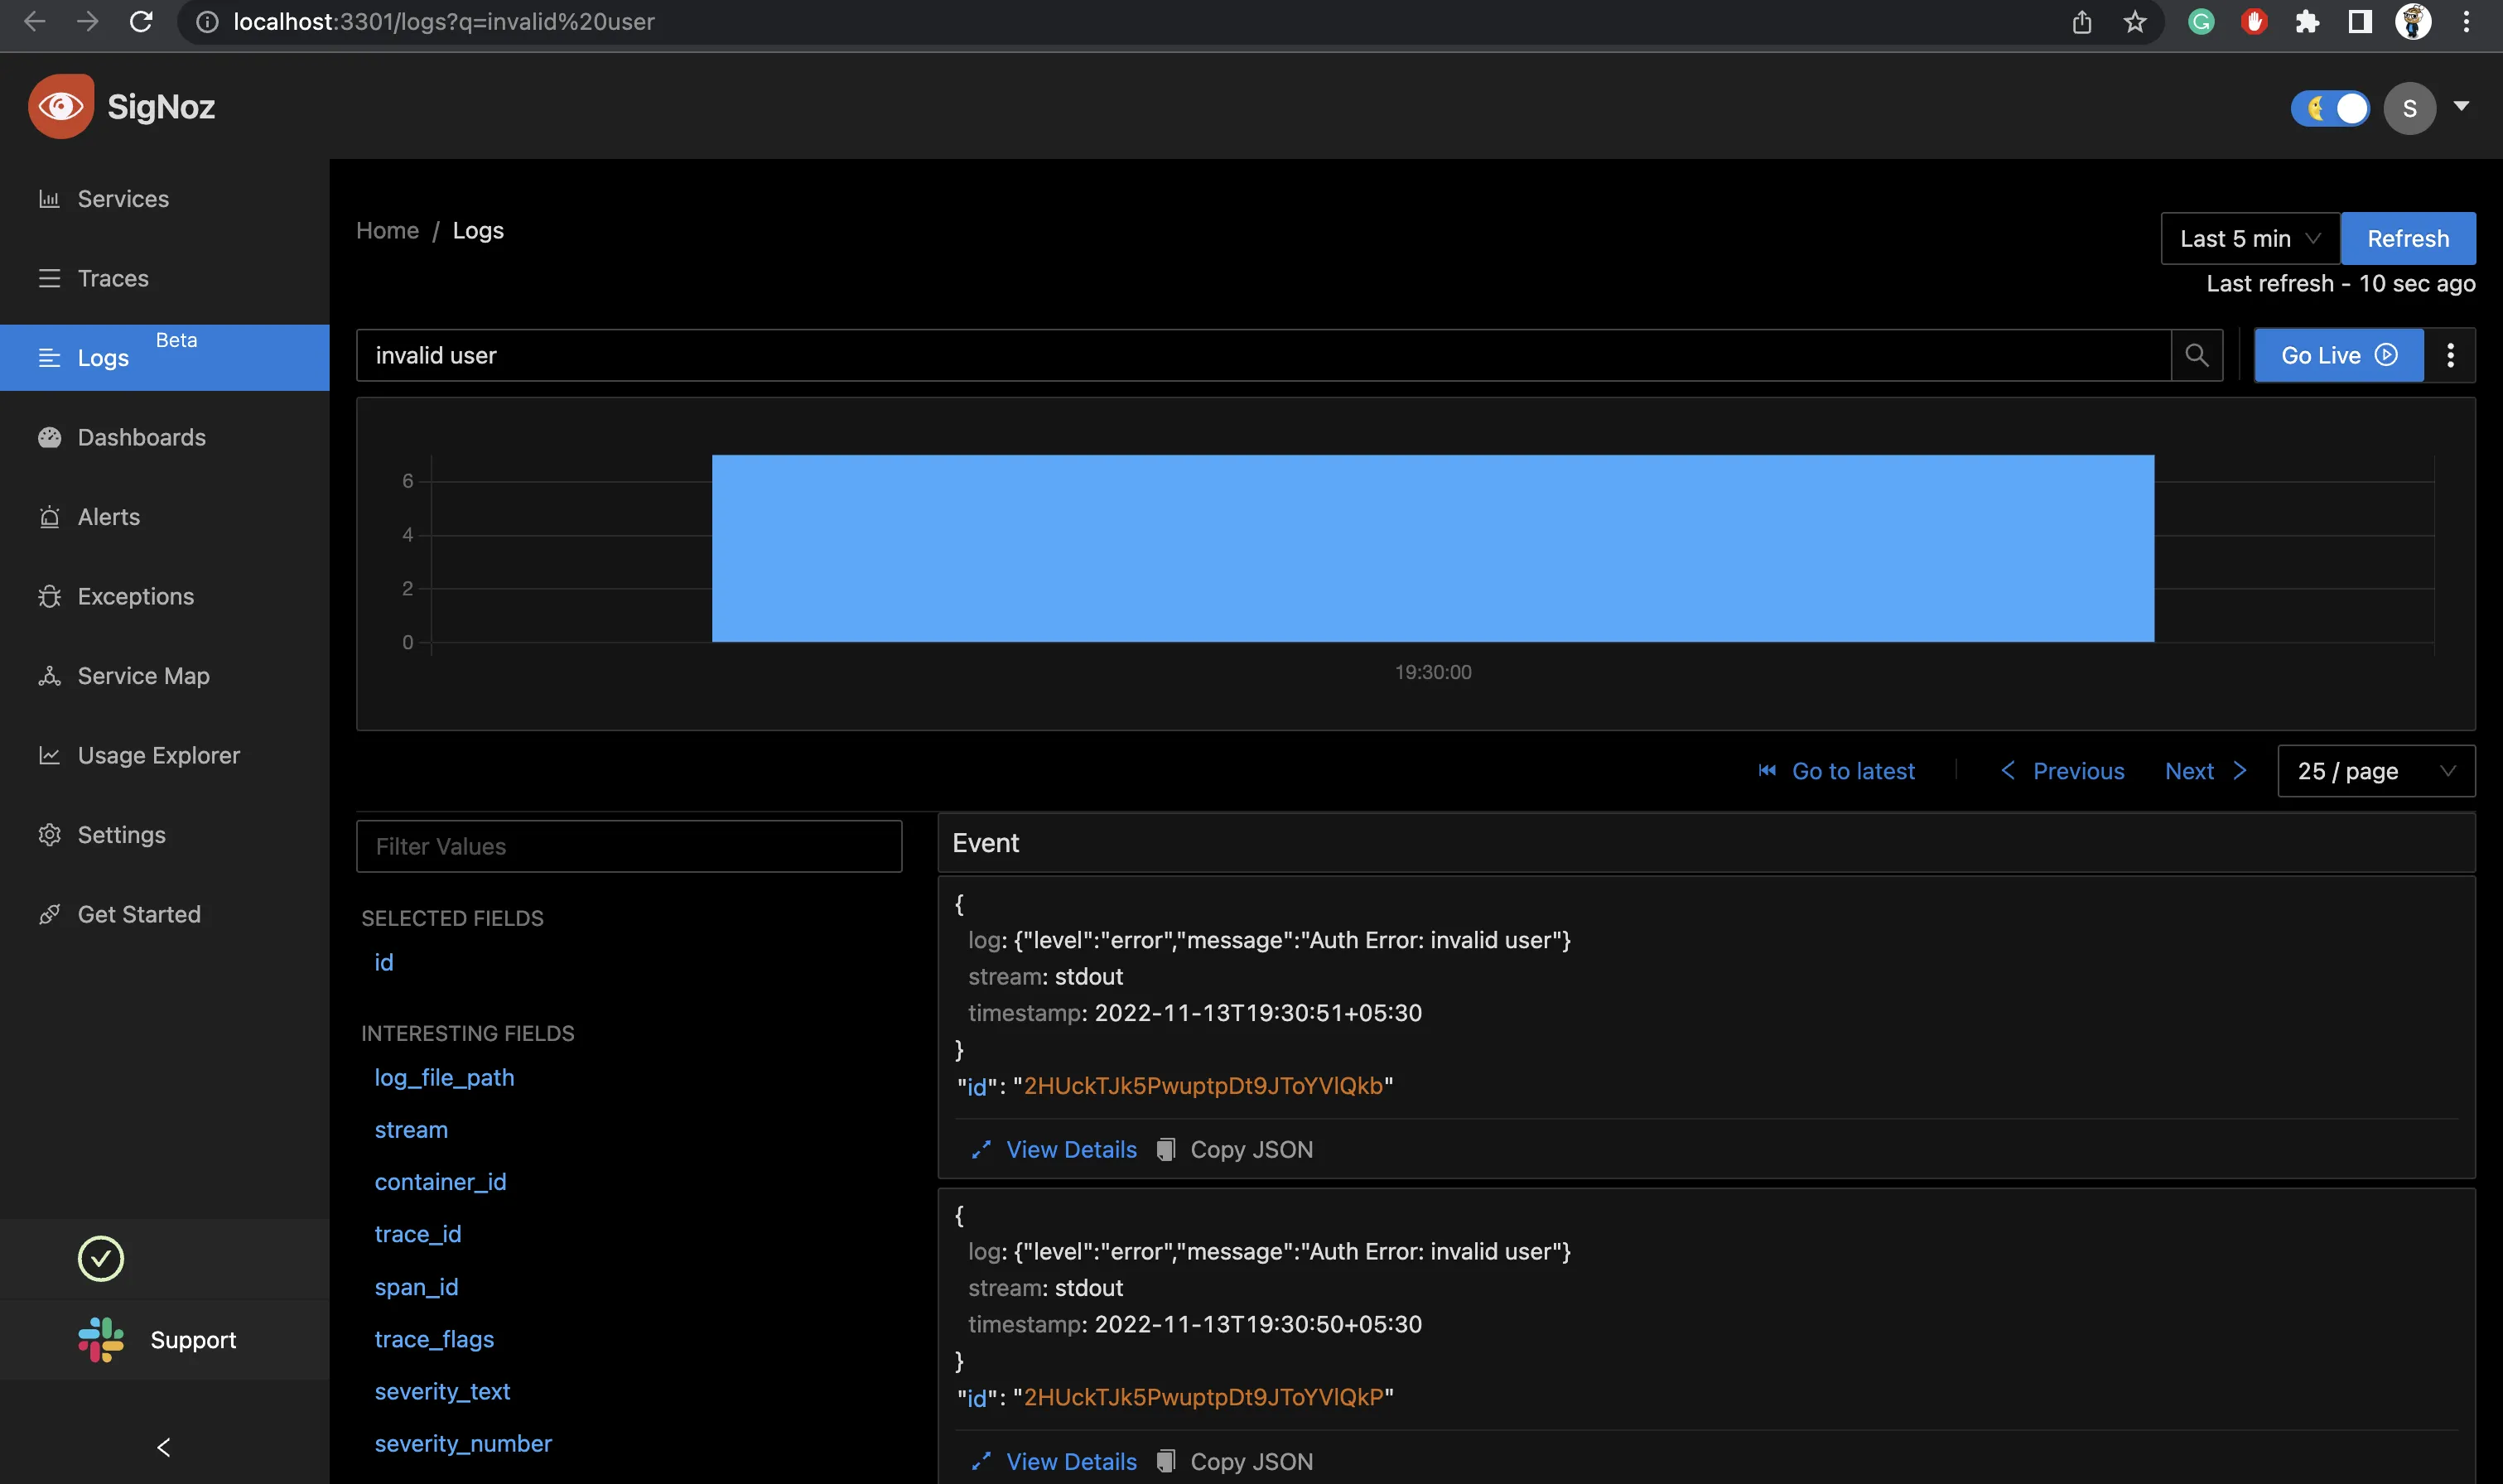 localhost:3301/logs?q=invalid%20user
SigNoz
S
Services
Traces
Logs Beta
Dashboards
Alerts
Exceptions
Service Map
Usage Explorer
Settings
Get Started
Support
Home / Logs
Last 5 min Refresh
Last refresh - 10 sec ago
invalid user
Go Live
6
4
2
0
19:30:00
Go to latest Previous Next 25 / page
Filter Values
SELECTED FIELDS
id
INTERESTING FIELDS
log_file_path
stream
container_id
trace_id
span_id
trace_flags
severity_text
severity_number
Event
{
log: {"level":"error","message":"Auth Error: invalid user"}
stream: stdout
timestamp: 2022-11-13T19:30:51+05:30
}
"id": "2HUckTJk5PwuptpDt9JToYVlQkb"
View Details Copy JSON
{
log: {"level":"error","message":"Auth Error: invalid user"}
stream: stdout
timestamp: 2022-11-13T19:30:50+05:30
}
"id": "2HUckTJk5PwuptpDt9JToYVlQkP"
View Details Copy JSON